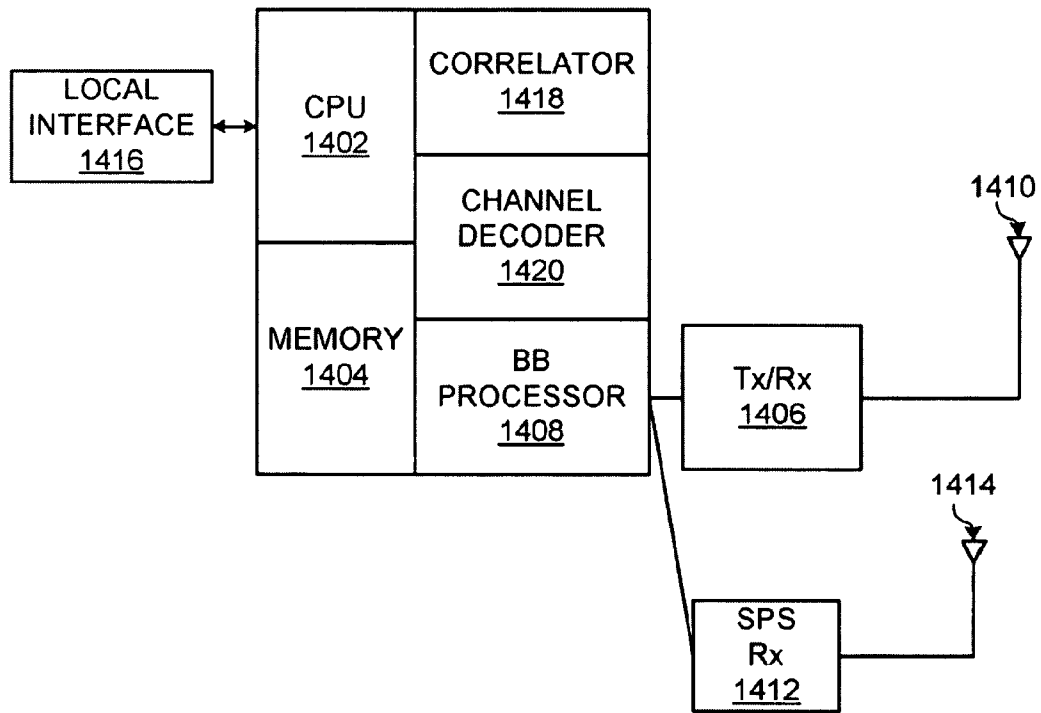 LOCAL
INTERFACE
1416
CPU
1402
MEMORY
1404
CORRELATOR
1418
CHANNEL
DECODER
1420
BB
PROCESSOR
1408
Tx/Rx
1406
1410
1414
SPS
Rx
1412